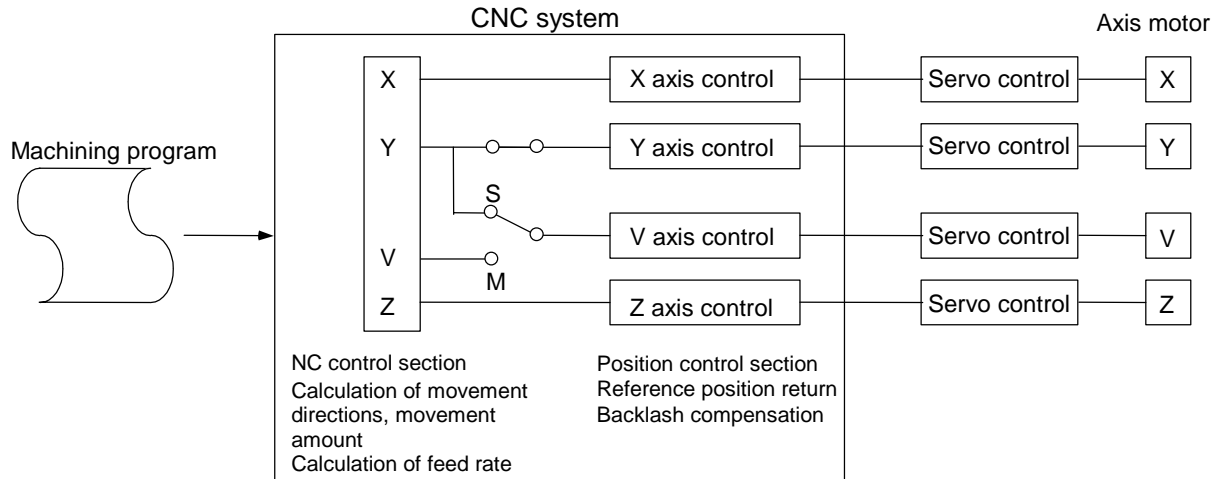 CNC system
Axis motor
Machining program
X
X axis control
Servo control
X
Y
Y axis control
Servo control
Y
S
V
V axis control
Servo control
V
M
Z
Z axis control
Servo control
Z
NC control section
Calculation of movement
directions, movement
amount
Calculation of feed rate
Position control section
Reference position return
Backlash compensation